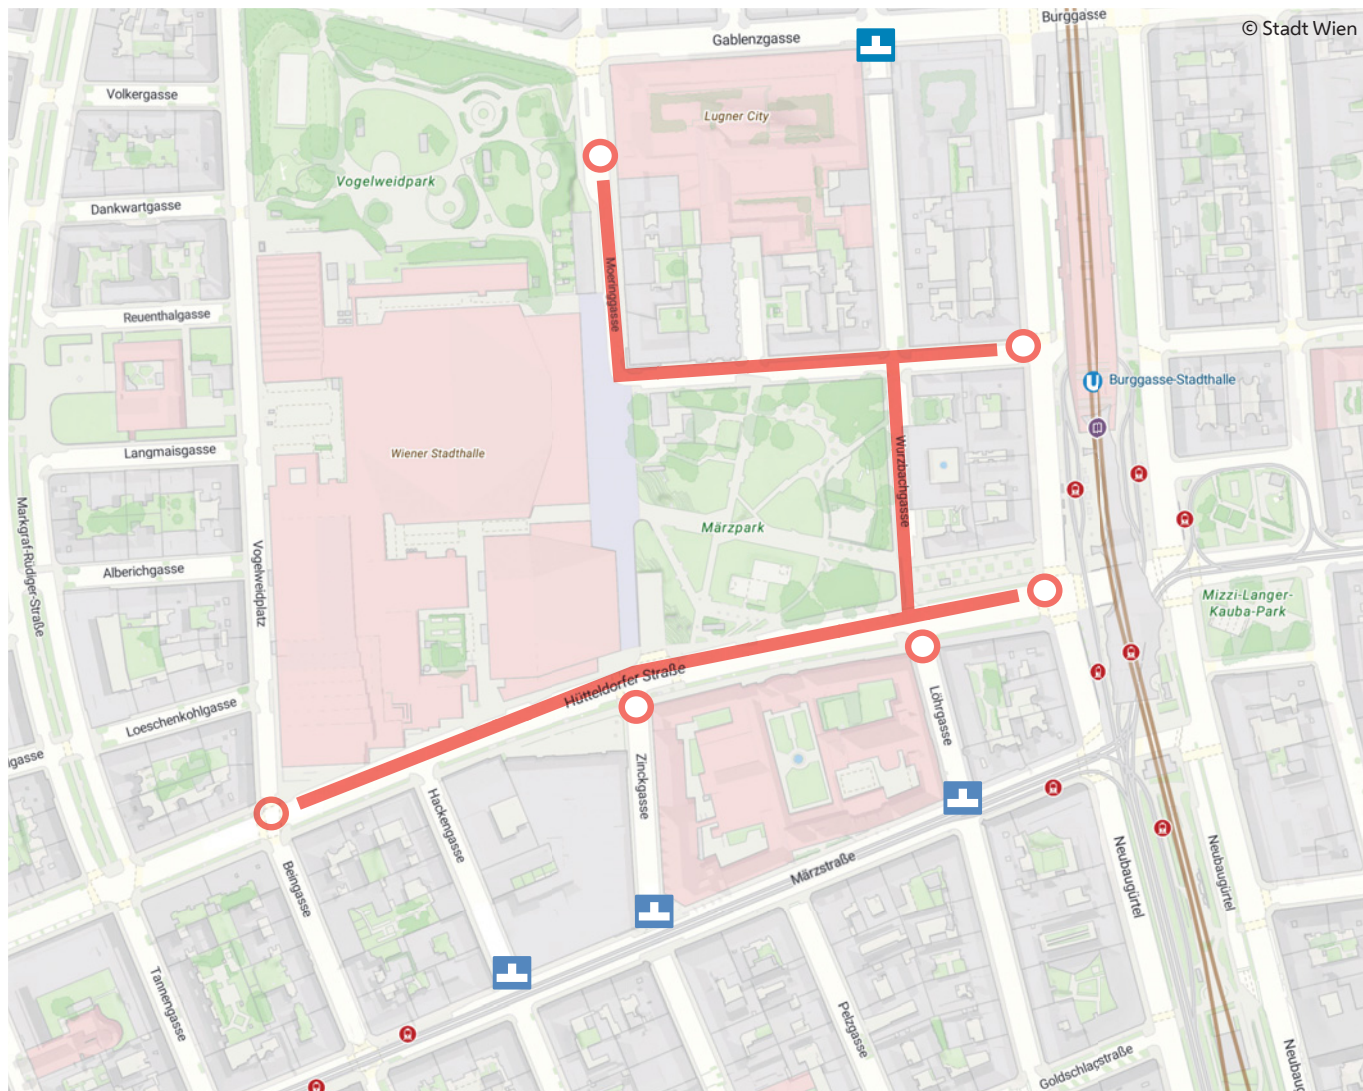 Burggasse
© Stadt Wien
Gablenzgasse
Volkergasse
Lugner City
Vogelweidpark
Dankwartgasse
Moeringgasse
Reuenthalgasse
U
Burggasse-Stadthalle
Langmaisgasse
Wiener Stadthalle
Wurzbachgasse
Märzpark
Markgraf-Rüdiger-Straße
Alberichgasse
Vogelweidplatz
Mizzi-Langer-
Kauba-Park
Hütteldorfer Straße
Löhrgasse
Loeschenkohlgasse
gasse
Zinckgasse
Hackengasse
Märzstraße
Neubaugürtel
Neubaugürtel
Beingasse
Tannengasse
Pelzgasse
Goldschlagstraße
Neubaug